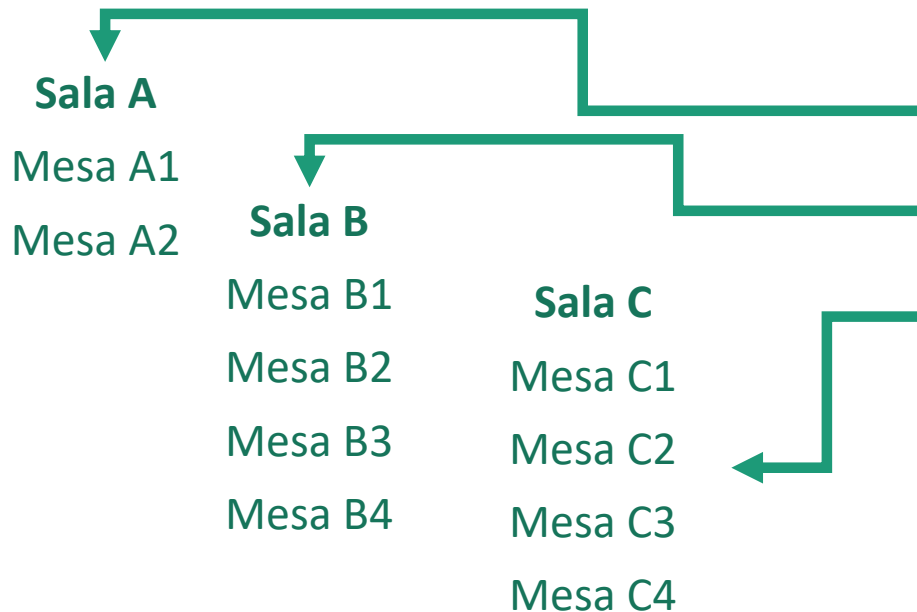 Sala A
Mesa A1
Mesa A2
Sala B
Mesa B1
Mesa B2
Mesa B3
Mesa B4
Sala C
Mesa C1
Mesa C2
Mesa C3
Mesa C4